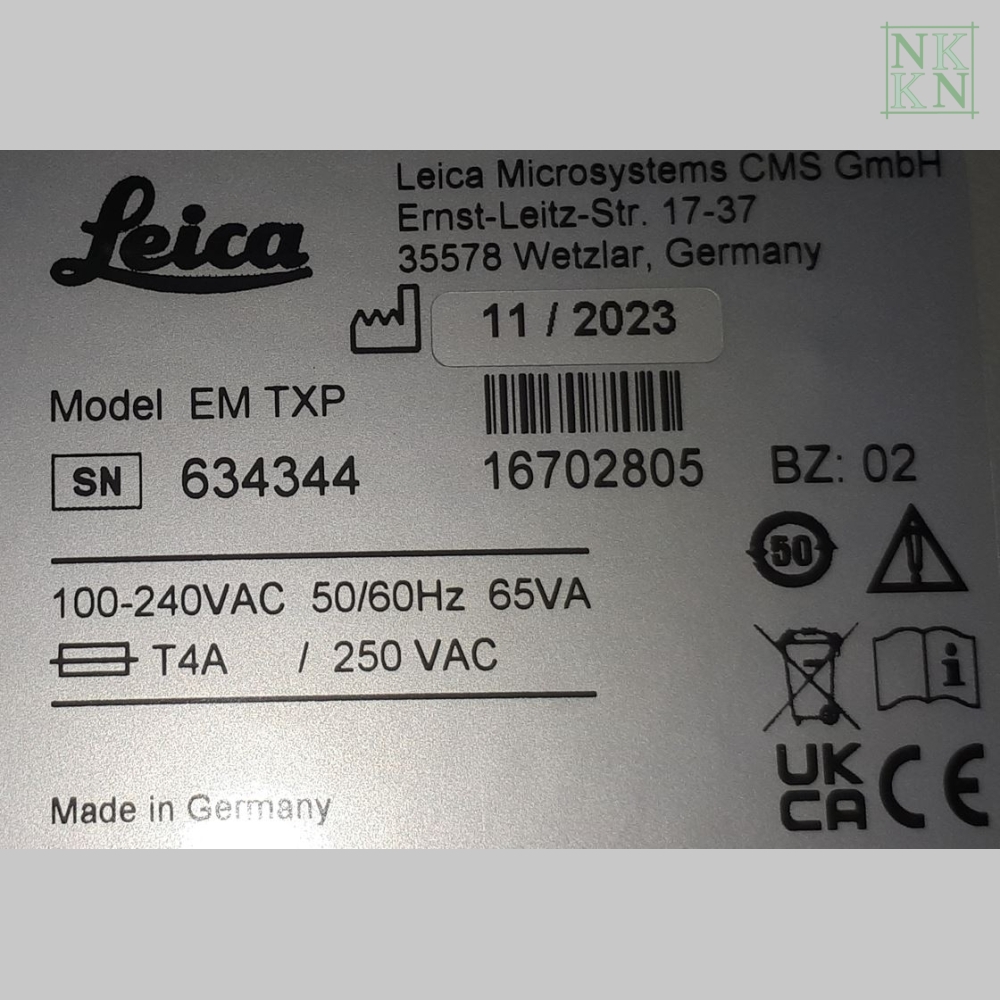 NK
KN
Leica
Leica Microsystems CMS GmbH
Ernst-Leitz-Str. 17-37
35578 Wetzlar, Germany
11 / 2023
Model EM TXP
SN 634344
16702805
BZ: 02
50
100-240VAC 50/60Hz 65VA
T4A / 250 VAC
i
UK
CA
CE
Made in Germany